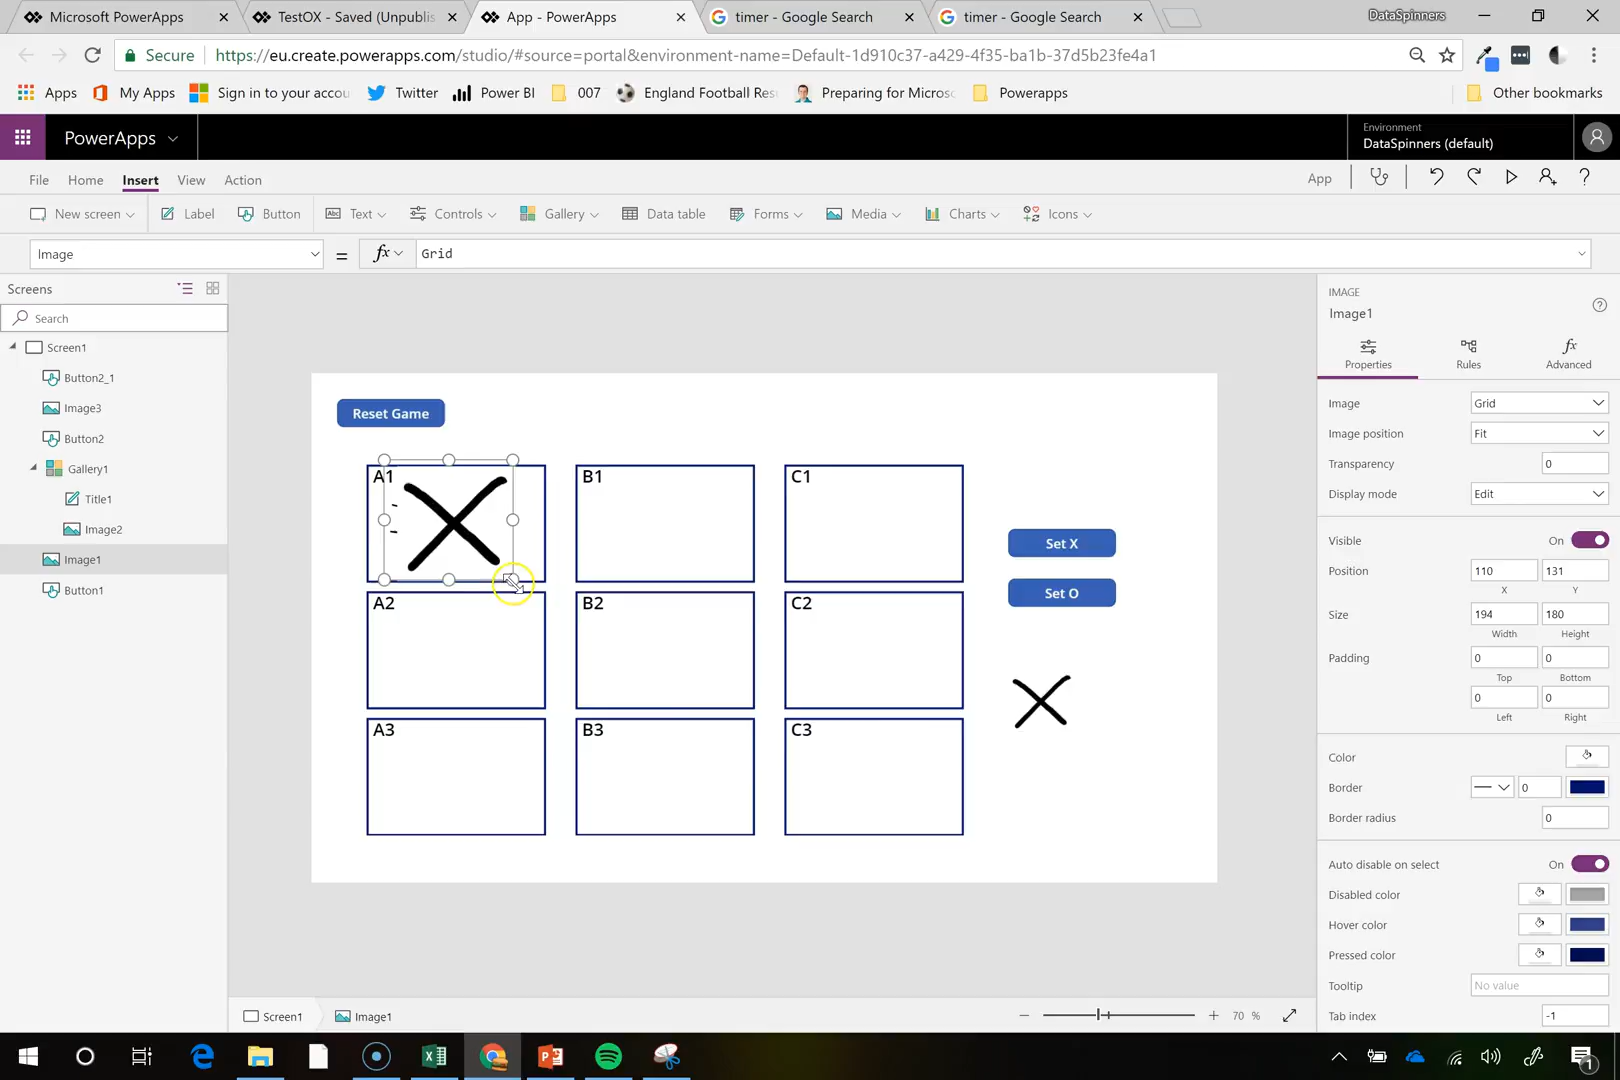 Microsoft PowerApps
TestOX - Saved (Unpublis
App - PowerApps
timer - Google Search
timer - Google Search
DataSpinners
Secure
https://eu.create.powerapps.com/studio/#source=portal&environment-name=Default-1d910c37-a429-4f35-ba1b-37d5b23fe4a1
Apps
My Apps
Sign in to your accou
Twitter
Power BI
007
England Football Res
Preparing for Micros
Powerapps
Other bookmarks
PowerApps
Environment
DataSpinners (default)
File
Home
Insert
View
Action
App
New screen
Label
Button
Text
Controls
Gallery
Data table
Forms
Media
Charts
Icons
Image
=
fx
Grid
Screens
Search
Screen1
Button2_1
Image3
Button2
Gallery1
Title1
Image2
Image1
Button1
Reset Game
A1
B1
C1
A2
B2
C2
A3
B3
C3
Set X
Set O
IMAGE
Image1
Properties
Rules
Advanced
Image
Grid
Image position
Fit
Transparency
0
Display mode
Edit
Visible
On
Position
110
131
X
Y
Size
194
180
Width
Height
Padding
0
0
Top
Bottom
0
0
Left
Right
Color
Border
0
Border radius
0
Auto disable on select
On
Disabled color
Hover color
Pressed color
Tooltip
No value
Tab index
-1
Screen1
Image1
70 %
1